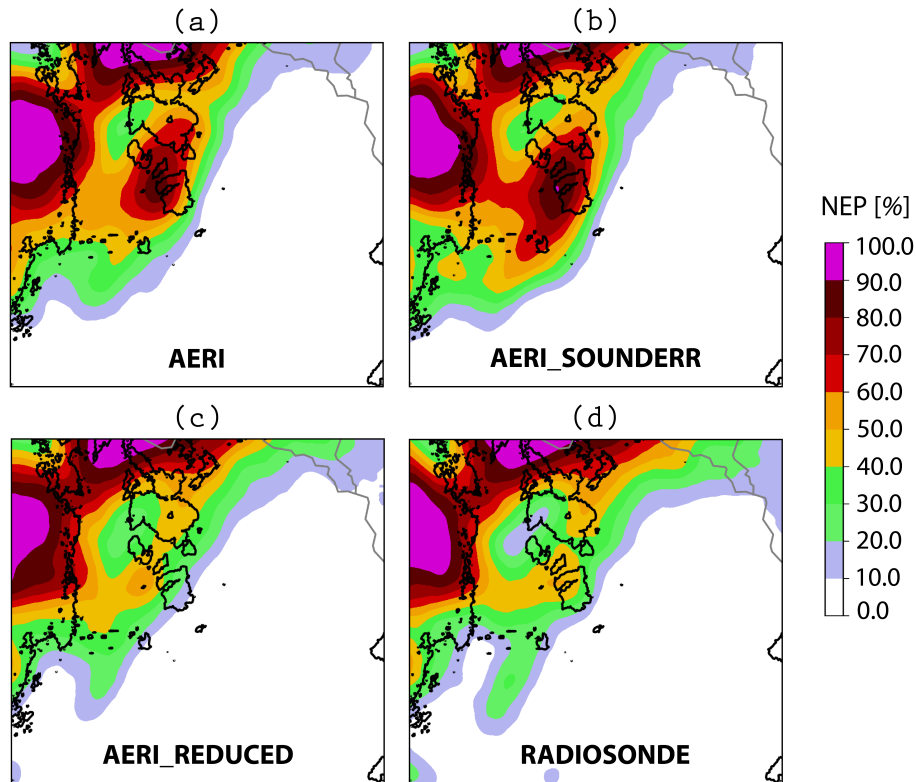 (a)
(b)
AERI
AERI_SOUNDERR
(c)
(d)
AERI_REDUCED
RADIOSONDE
NEP [%]
100.0
90.0
80.0
70.0
60.0
50.0
40.0
30.0
20.0
10.0
0.0